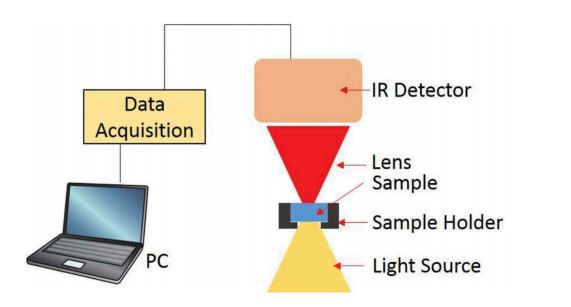 IR Detector
Data
Acquisition
Lens
Sample
Sample Holder
PC
Light Source